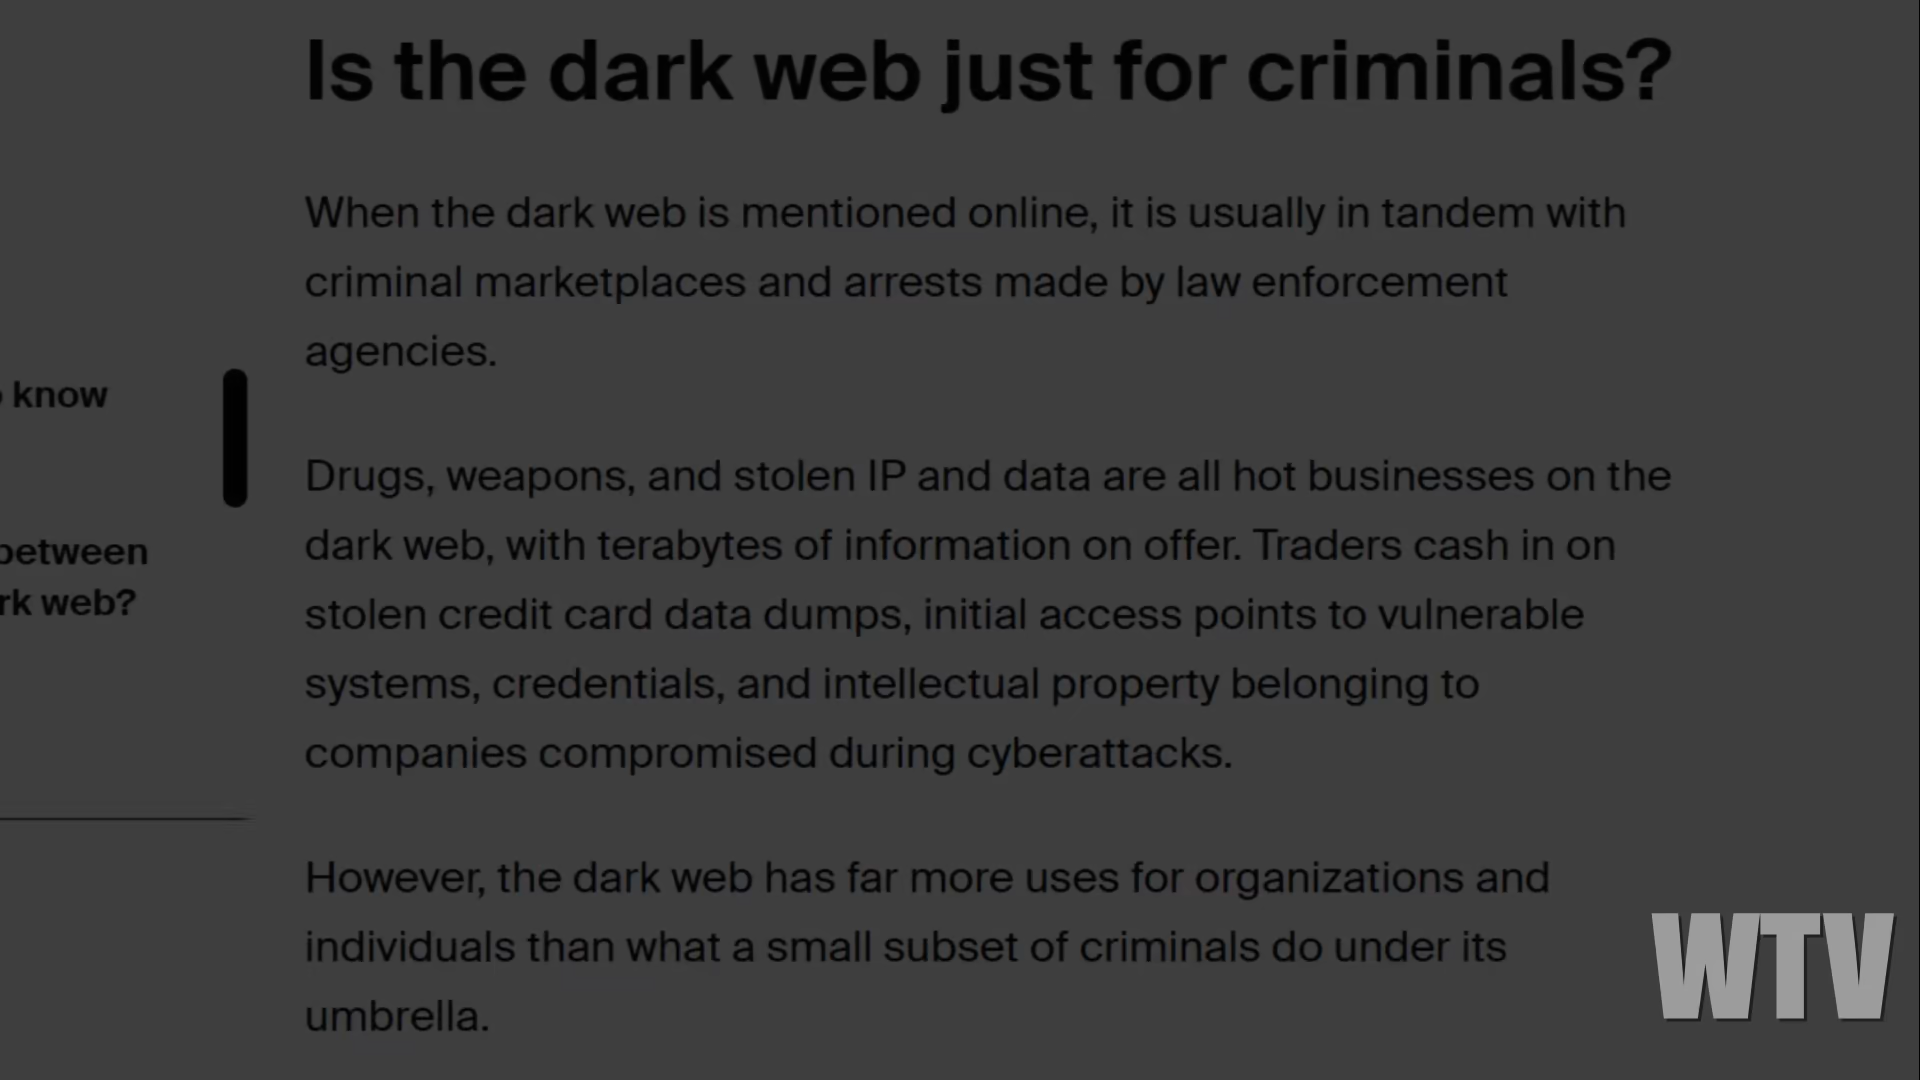 Is the dark web just for criminals?
When the dark web is mentioned online, it is usually in tandem with
criminal marketplaces and arrests made by law enforcement
agencies.
know
Drugs, weapons, and stolen IP and data are all hot businesses on the
dark web, with terabytes of information on offer. Traders cash in on
between
web?
stolen credit card data dumps, initial access points to vulnerable
systems, credentials, and intellectual property belonging to
companies compromised during cyberattacks.
However, the dark web has far more uses for organizations and
individuals than what a small subset of criminals do under its
umbrella.
WTV